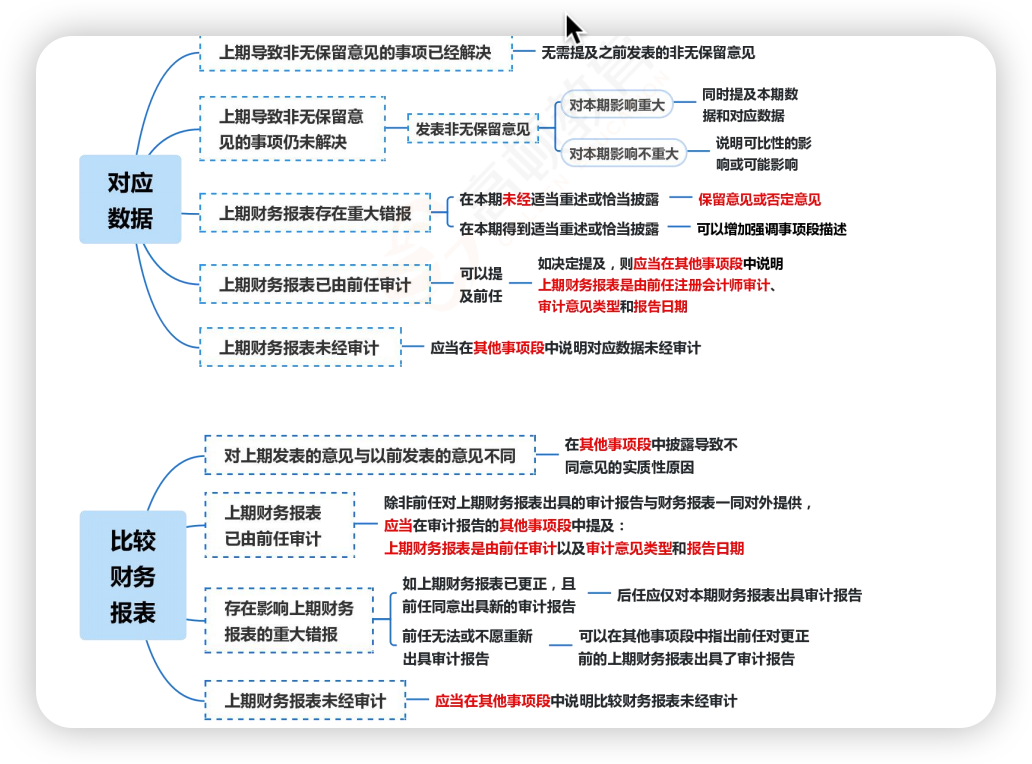 上期导致非无保留意见的事项已经解决
无需提及之前发表的非无保留意见
上期导致非无保留意
见的事项仍未解决
发表非无保留意见
对本期影响重大
同时提及本期数
据和对应数据
对本期影响不重大
说明可比性的影
响或可能影响
对应
数据
上期财务报表存在重大错报
在本期未经适当重述或恰当披露
保留意见或否定意见
在本期得到适当重述或恰当披露
可以增加强调事项段描述
上期财务报表已由前任审计
可以提
及前任
如决定提及，则应当在其他事项段中说明
上期财务报表是由前任注册会计师审计、
审计意见类型和报告日期
上期财务报表未经审计
应当在其他事项段中说明对应数据未经审计
对上期发表的意见与以前发表的意见不同
在其他事项段中披露导致不
同意见的实质性原因
上期财务报表
已由前任审计
除非前任对上期财务报表出具的审计报告与财务报表一同对外提供，
应当在审计报告的其他事项段中提及：
上期财务报表是由前任审计以及审计意见类型和报告日期
比较
财务
报表
存在影响上期财务
报表的重大错报
如上期财务报表已更正，且
前任同意出具新的审计报告
后任应仅对本期财务报表出具审计报告
前任无法或不愿重新
出具审计报告
可以在其他事项段中指出前任对更正
前的上期财务报表出具了审计报告
上期财务报表未经审计
应当在其他事项段中说明比较财务报表未经审计